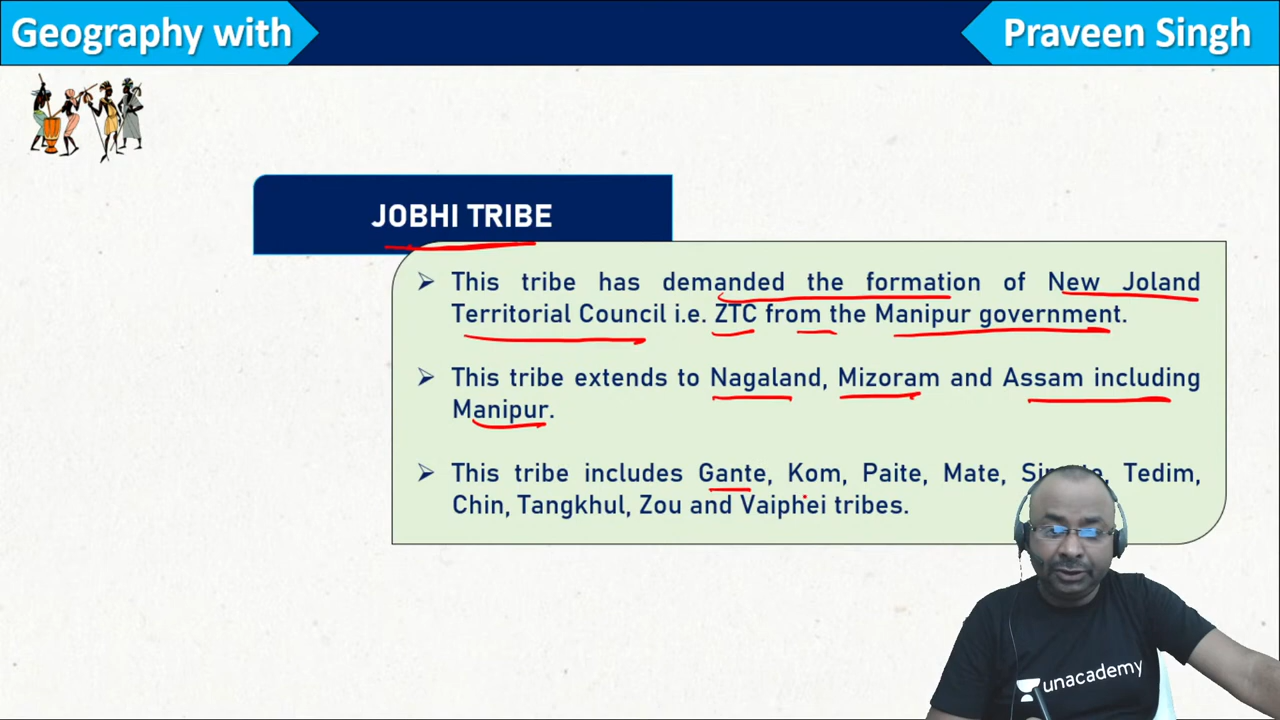 Geography with
Praveen Singh
JOBHI TRIBE
➢ This tribe has demanded the formation of New Joland
Territorial Council i.e. ZTC from the Manipur government.
➢ This tribe extends to Nagaland, Mizoram and Assam including
Manipur.
➢ This tribe includes Gante, Kom, Paite, Mate, Tedim,
Chin, Tangkhul, Zou and Vaiphei tribes.
unacademy